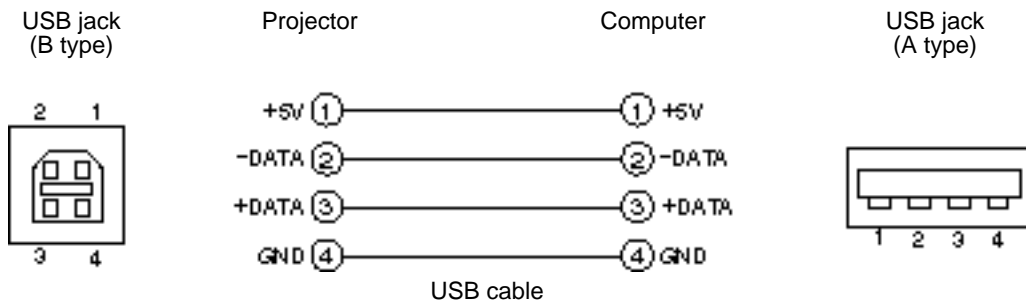 USB jack
(B type)
Projector
Computer
USB jack
(A type)
2 1
3 4
+5V 1 1 +5V
-DATA 2 2 -DATA
+DATA 3 3 +DATA
GND 4 4 GND
USB cable
1 2 3 4